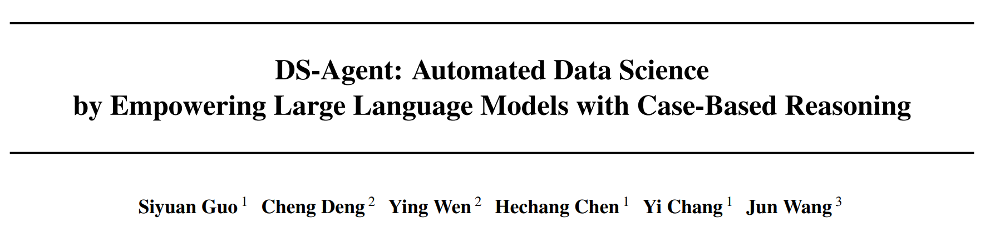 DS-Agent: Automated Data Science
by Empowering Large Language Models with Case-Based Reasoning
Siyuan Guo 1 Cheng Deng 2 Ying Wen 2 Hechang Chen 1 Yi Chang 1 Jun Wang 3